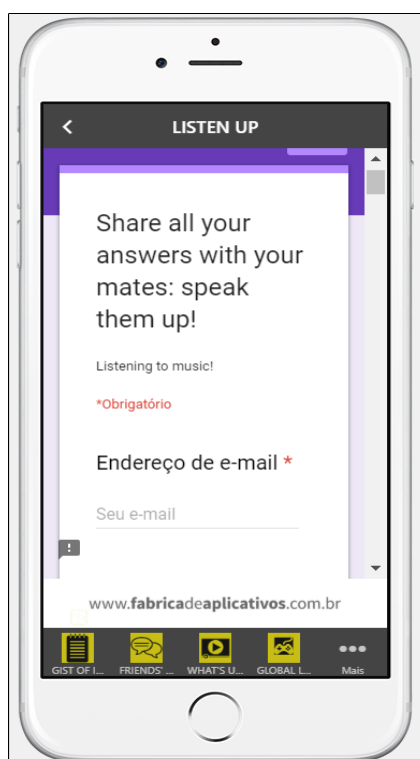 LISTEN UP
Share all your
answers with your
mates: speak
them up!
Listening to music!
*Obrigatório
Endereço de e-mail *
Seu e-mail
www.fabricadeaplicativos.com.br
GIST OF I... FRIENDS' ... WHAT'S U... GLOBAL L... Mais